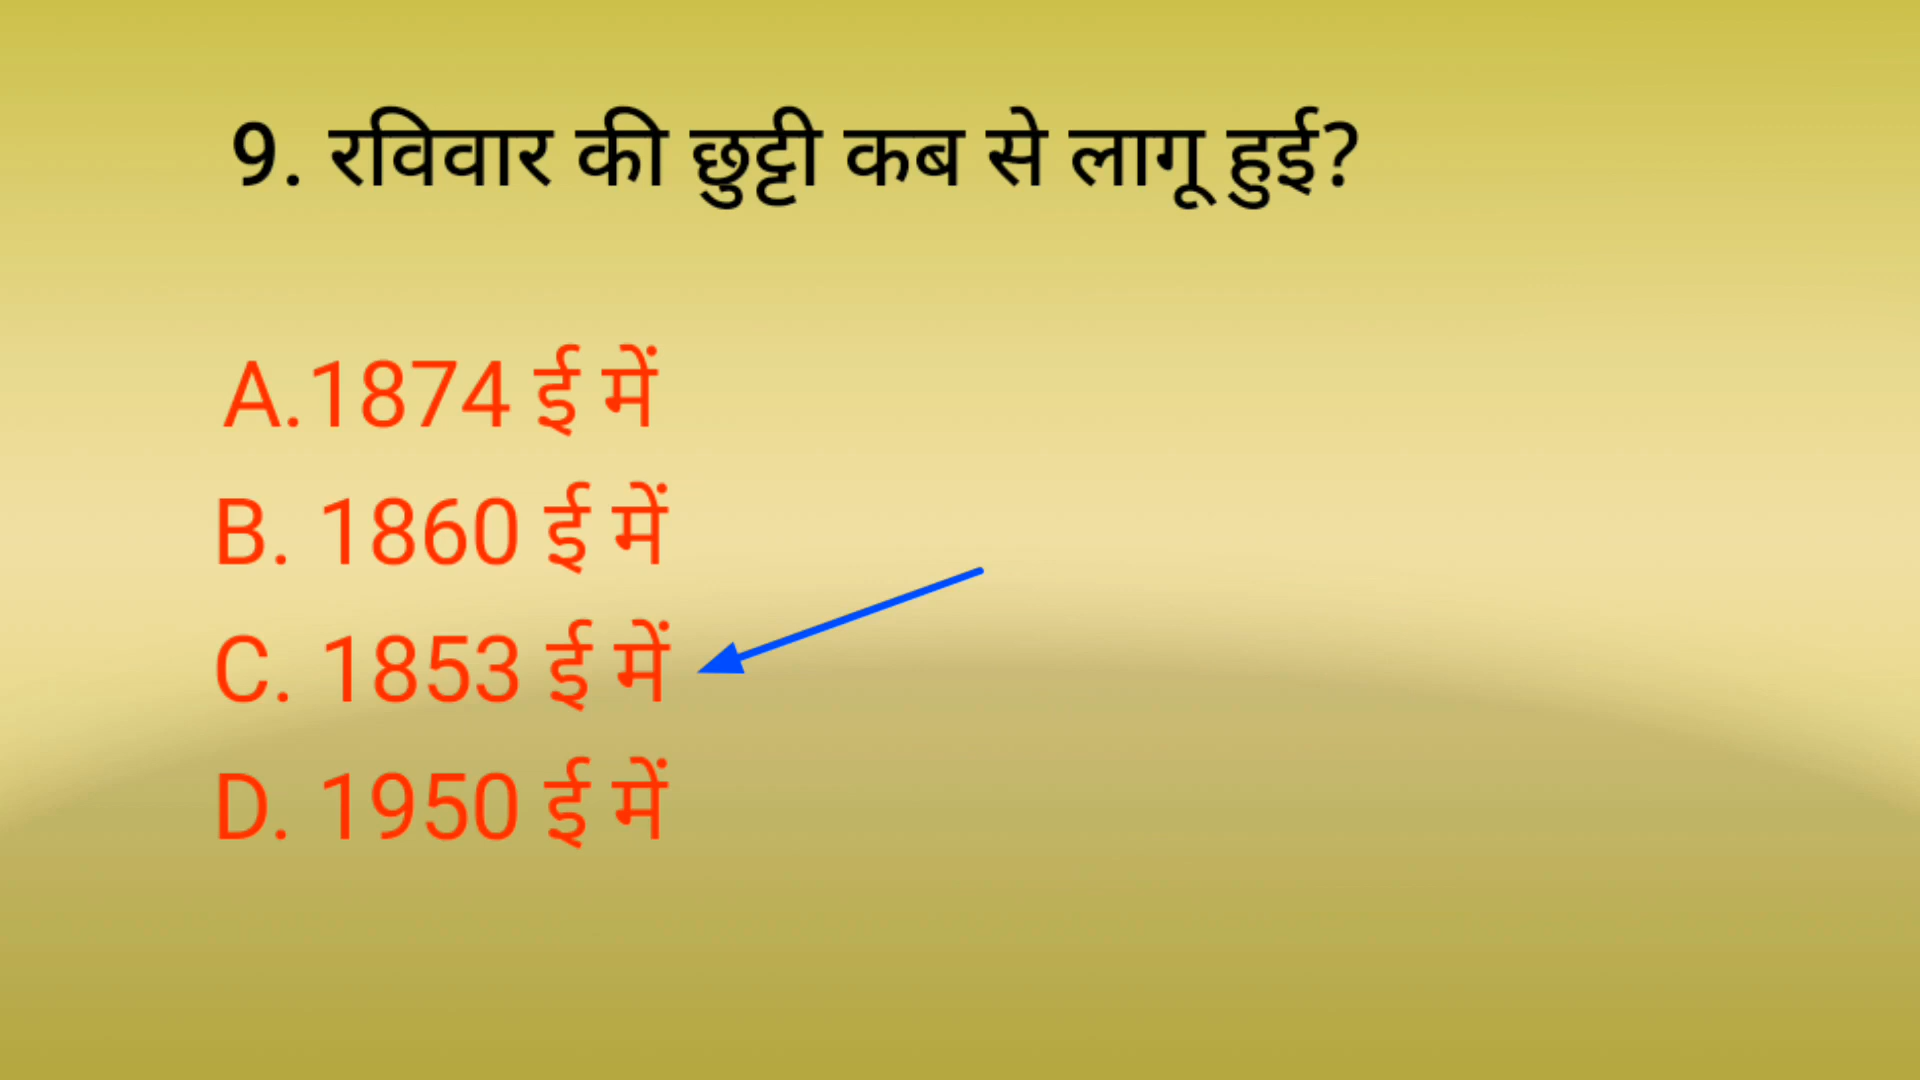 9. रविवार की छुट्टी कब से लागू हुई?
A.1874 ई में
B. 1860 ई में
C. 1853 ई में
D. 1950 ई में